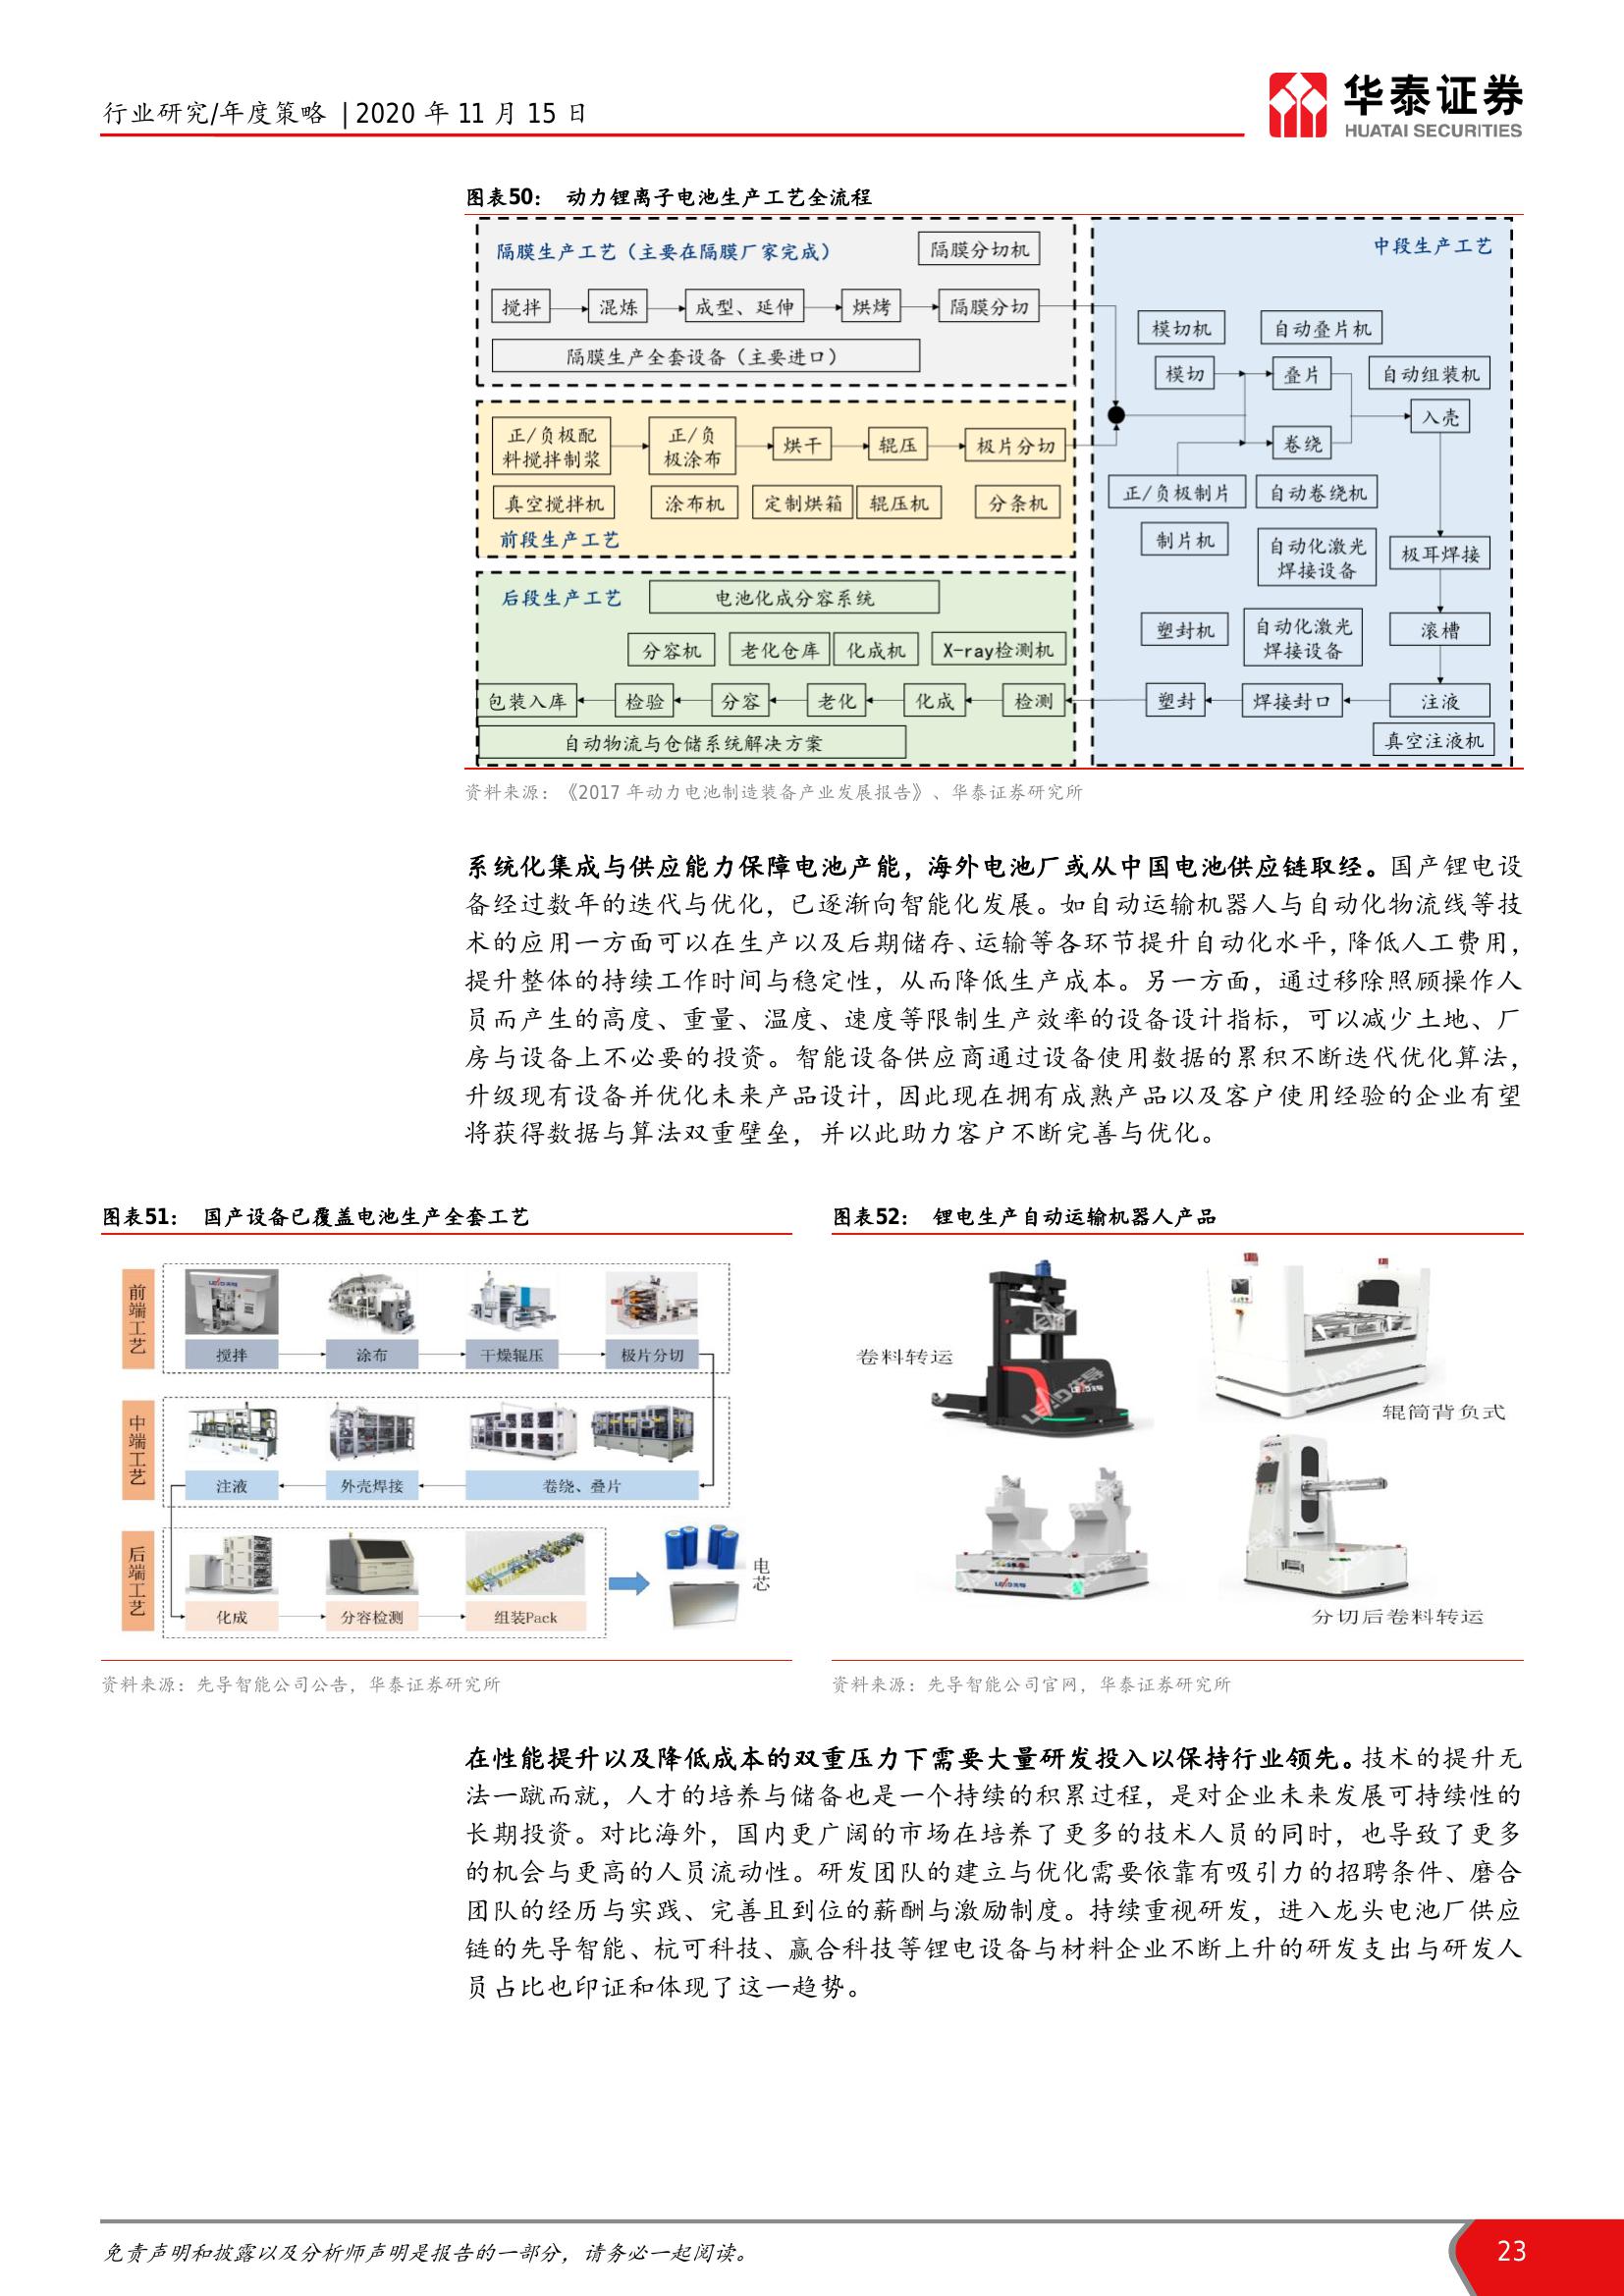 行业研究/年度策略 | 2020 年 11 月 15 日
华泰证券
HUATAI SECURITIES
图表50： 动力锂离子电池生产工艺全流程
隔膜生产工艺（主要在隔膜厂家完成）
隔膜分切机
搅拌
混炼
成型、延伸
烘烤
隔膜分切
隔膜生产全套设备（主要进口）
正/负极配
料搅拌制浆
正/负
极涂布
烘干
辊压
极片分切
真空搅拌机
涂布机
定制烘箱
辊压机
分条机
前段生产工艺
中段生产工艺
模切机
自动叠片机
模切
叠片
自动组装机
入壳
卷绕
正/负极制片
自动卷绕机
制片机
自动化激光
焊接设备
极耳焊接
塑封机
自动化激光
焊接设备
滚槽
塑封
焊接封口
注液
真空注液机
后段生产工艺
电池化成分容系统
分容机
老化仓库
化成机
X-ray检测机
包装入库
检验
分容
老化
化成
检测
自动物流与仓储系统解决方案
资料来源：《2017 年动力电池制造装备产业发展报告》、华泰证券研究所
系统化集成与供应能力保障电池产能，海外电池厂或从中国电池供应链取经。国产锂电设
备经过数年的迭代与优化，已逐渐向智能化发展。如自动运输机器人与自动化物流线等技
术的应用一方面可以在生产以及后期储存、运输等各环节提升自动化水平，降低人工费用，
提升整体的持续工作时间与稳定性，从而降低生产成本。另一方面，通过移除照顾操作人
员而产生的高度、重量、温度、速度等限制生产效率的设备设计指标，可以减少土地、厂
房与设备上不必要的投资。智能设备供应商通过设备使用数据的累积不断迭代优化算法，
升级现有设备并优化未来产品设计，因此现在拥有成熟产品以及客户使用经验的企业有望
将获得数据与算法双重壁垒，并以此助力客户不断完善与优化。
图表51： 国产设备已覆盖电池生产全套工艺
前端工艺
搅拌
涂布
干燥辊压
极片分切
中端工艺
注液
外壳焊接
卷绕、叠片
后端工艺
化成
分容检测
组装Pack
电芯
资料来源：先导智能公司公告，华泰证券研究所
图表52： 锂电生产自动运输机器人产品
卷料转运
辊筒背负式
分切后卷料转运
资料来源：先导智能公司官网，华泰证券研究所
在性能提升以及降低成本的双重压力下需要大量研发投入以保持行业领先。技术的提升无
法一蹴而就，人才的培养与储备也是一个持续的积累过程，是对企业未来发展可持续性的
长期投资。对比海外，国内更广阔的市场在培养了更多的技术人员的同时，也导致了更多
的机会与更高的人员流动性。研发团队的建立与优化需要依靠有吸引力的招聘条件、磨合
团队的经历与实践、完善且到位的薪酬与激励制度。持续重视研发，进入龙头电池厂供应
链的先导智能、杭可科技、赢合科技等锂电设备与材料企业不断上升的研发支出与研发人
员占比也印证和体现了这一趋势。
免责声明和披露以及分析师声明是报告的一部分，请务必一起阅读。
23